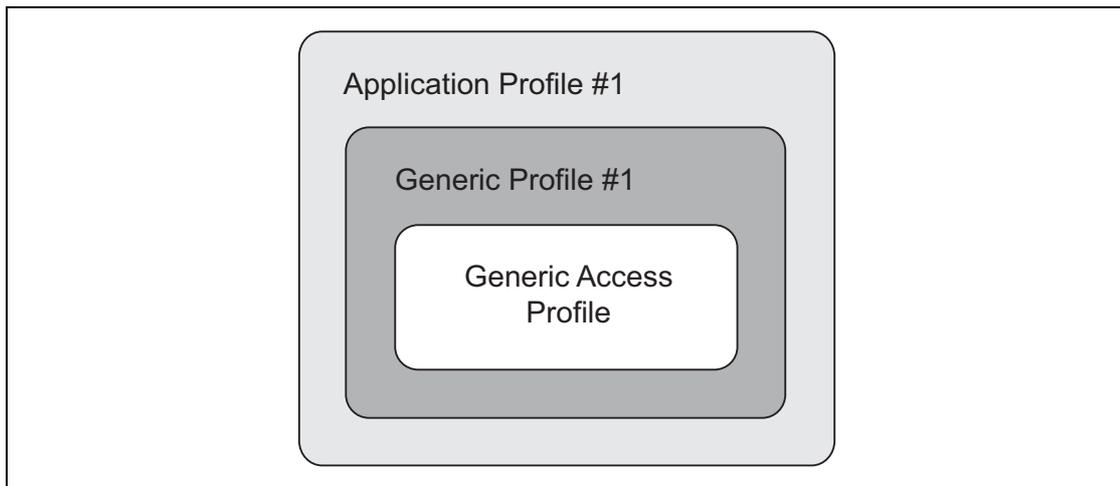 Application Profile #1
Generic Profile #1
Generic Access
Profile